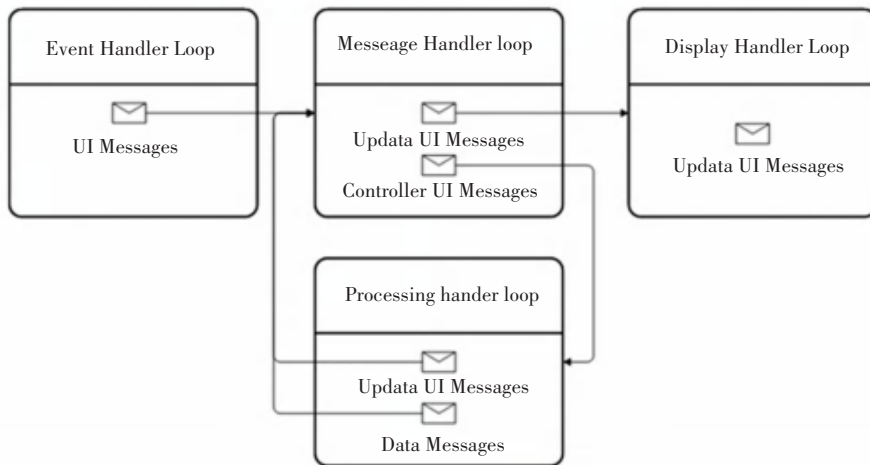 Event Handler Loop
UI Messages
Messeage Handler loop
Updata UI Messages
Controller UI Messages
Display Handler Loop
Updata UI Messages
Processing hander loop
Updata UI Messages
Data Messages